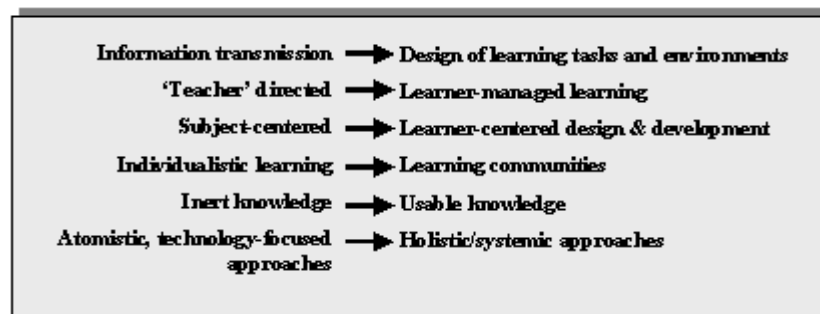 Information transmission → Design of learning tasks and environments
‘Teacher’ directed → Learner-managed learning
Subject-centered → Learner-centered design & development
Individualistic learning → Learning communities
Inert knowledge → Usable knowledge
Atomistic, technology-focused → Holistic/systemic approaches
approaches